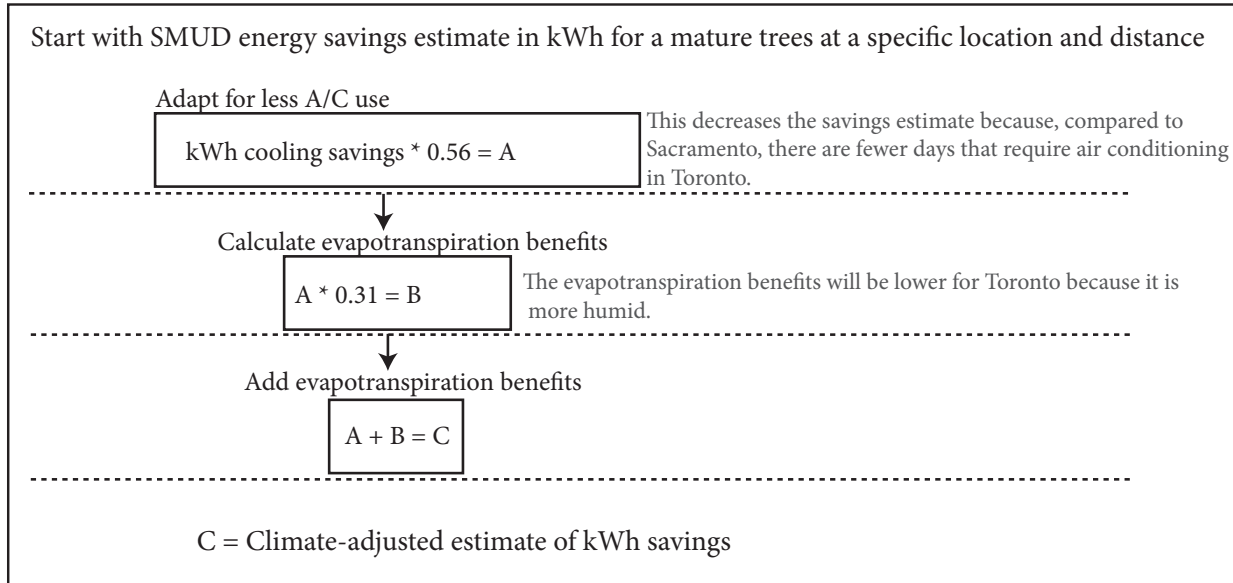 Start with SMUD energy savings estimate in kWh for a mature trees at a specific location and distance
Adapt for less A/C use
kWh cooling savings * 0.56 = A
This decreases the savings estimate because, compared to
Sacramento, there are fewer days that require air conditioning
in Toronto.
Calculate evapotranspiration benefits
A * 0.31 = B
The evapotranspiration benefits will be lower for Toronto because it is
more humid.
Add evapotranspiration benefits
A + B = C
C = Climate-adjusted estimate of kWh savings